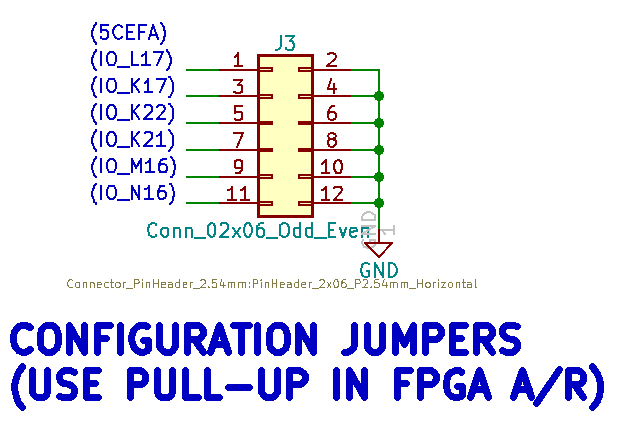 (5CEFA)
J3
(IO_L17) 1 2
(IO_K17) 3 4
(IO_K22) 5 6
(IO_K21) 7 8
(IO_M16) 9 10
(IO_N16) 11 12
Conn_02x06_Odd_Even
GND 1
GND
Connector_PinHeader_2.54mm:PinHeader_2x06_P2.54mm_Horizontal
CONFIGURATION JUMPERS
(USE PULL-UP IN FPGA A/R)